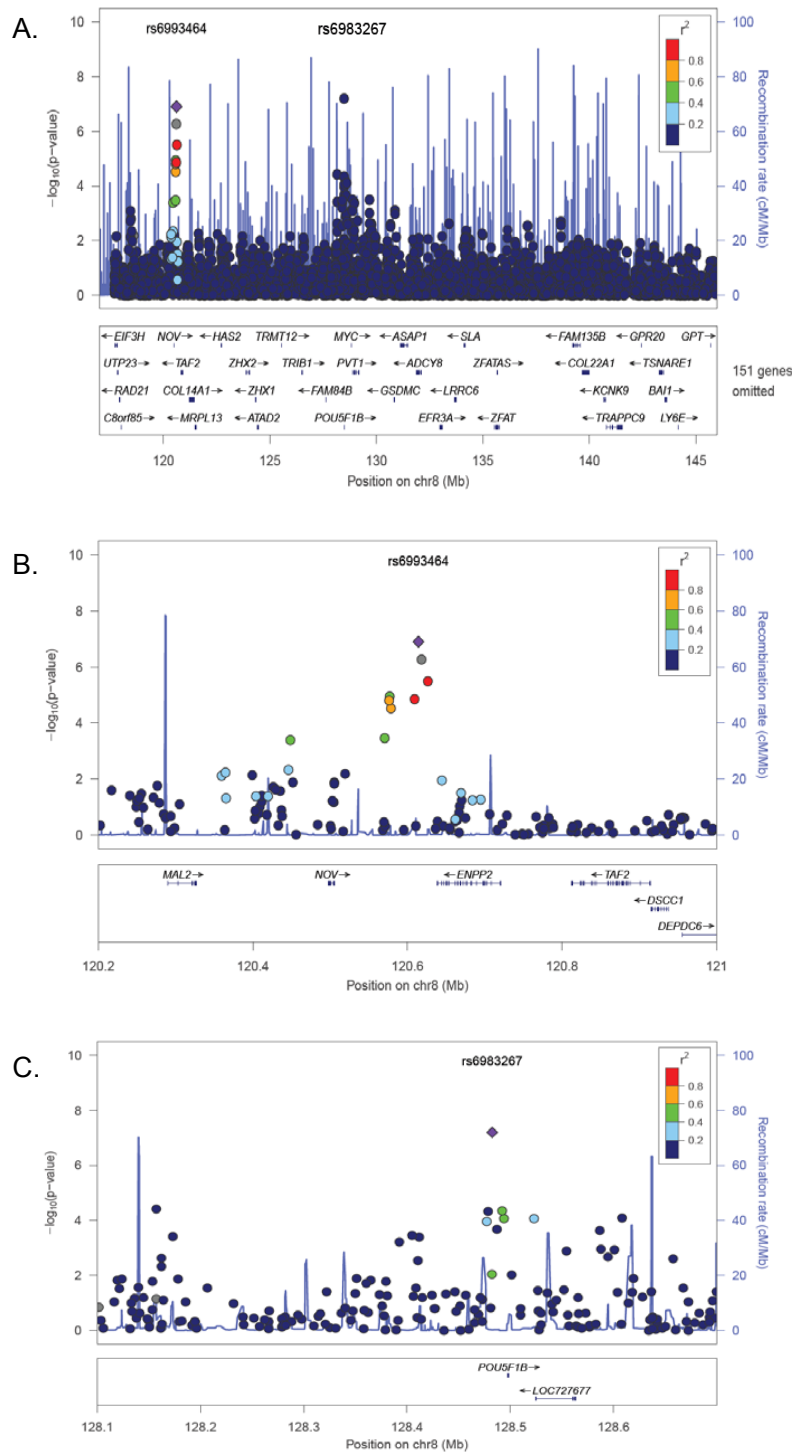 A.
rs6993464
rs6983267
10
8
6
4
2
0
−log10(p−value)
100
80
60
40
20
0
Recombination rate (cM/Mb)
r2
0.8
0.6
0.4
0.2
←EIF3H NOV→ ←HAS2 TRMT12→ MYC→ ←ASAP1 ←SLA ←FAM135B ←GPR20 GPT→
UTP23→ ←TAF2 ZHX2→ TRIB1→ PVT1→ ←ADCY8 ZFATAS→ ←COL22A1 ←TSNARE1
←RAD21 COL14A1→ ←ZHX1 ←FAM84B ←GSDMC ←LRRC6 ←KCNK9 BAI1→
C8orf85→ ←MRPL13 ←ATAD2 POU5F1B→ EFR3A→ ←ZFAT ←TRAPPC9 LY6E→
151 genes
omitted
120
125
130
135
140
145
Position on chr8 (Mb)
B.
rs6993464
10
8
6
4
2
0
−log10(p−value)
100
80
60
40
20
0
Recombination rate (cM/Mb)
r2
0.8
0.6
0.4
0.2
MAL2→ NOV→ ←ENPP2 ←TAF2
←DSCC1
DEPDC6→
120.2
120.4
120.6
120.8
121
Position on chr8 (Mb)
C.
rs6983267
10
8
6
4
2
0
−log10(p−value)
100
80
60
40
20
0
Recombination rate (cM/Mb)
r2
0.8
0.6
0.4
0.2
POU5F1B→
←LOC727677
128.1
128.2
128.3
128.4
128.5
128.6
Position on chr8 (Mb)